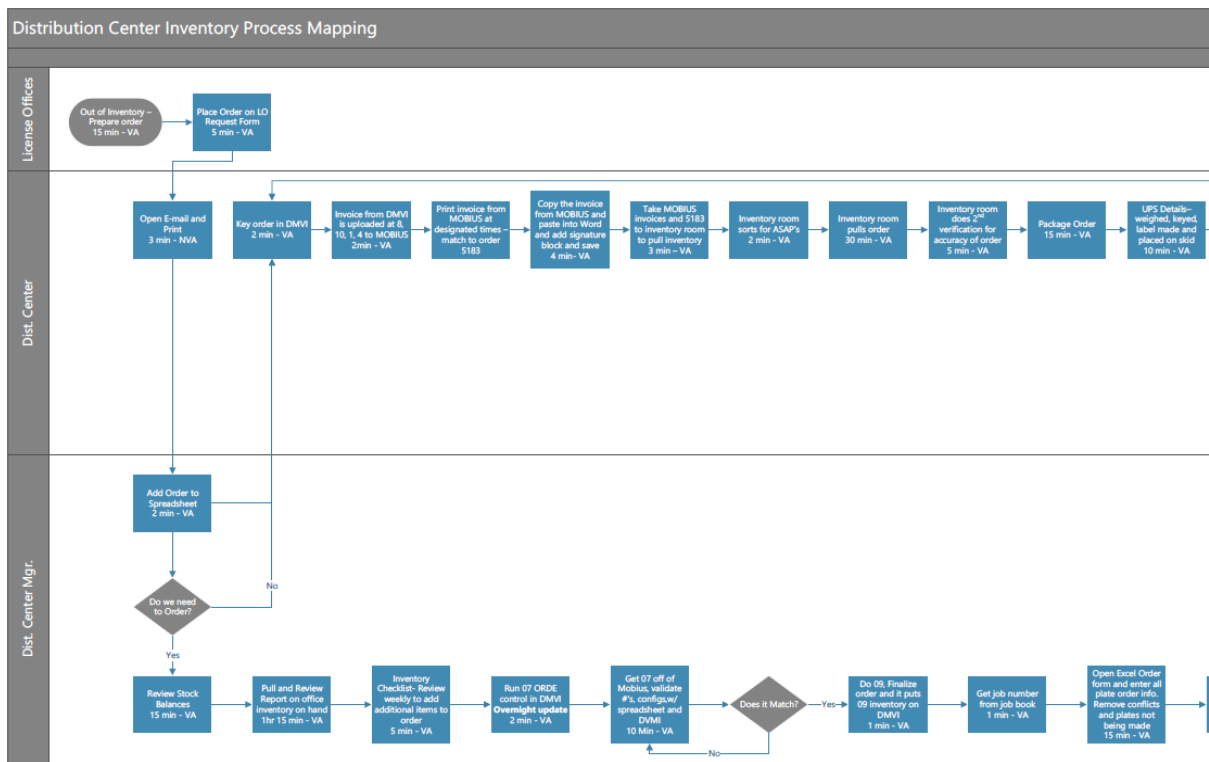 Distribution Center Inventory Process Mapping
License Offices
Out of Inventory –
Prepare order
15 min - VA
Place Order on LO
Request Form
5 min - VA
Dist. Center
Open E-mail and
Print
3 min - NVA
Key order in DMVI
2 min - VA
Invoice from DMVI
is uploaded at 8,
10, 1, 4 to MOBIUS
2min - VA
Print invoice from
MOBIUS at
designated times –
match to order
5183
Copy the invoice
from MOBIUS and
paste into Word
and add signature
block and save
4 min- VA
Take MOBIUS
invoices and 5183
to inventory room
to pull inventory
3 min – VA
Inventory room
sorts for ASAP's
2 min - VA
Inventory room
pulls order
30 min - VA
Inventory room
does 2nd
verification for
accuracy of order
5 min - VA
Package Order
15 min - VA
UPS Details–
weighed, keyed,
label made and
placed on skid
10 min - VA
Dist. Center Mgr.
Add Order to
Spreadsheet
2 min - VA
Do we need
to Order?
No
Yes
Review Stock
Balances
15 min - VA
Pull and Review
Report on office
inventory on hand
1hr 15 min - VA
Inventory
Checklist- Review
weekly to add
additional items to
order
5 min - VA
Run 07 ORDE
control in DMVI
Overnight update
2 min - VA
Get 07 off of
Mobius, validate
#'s, configs,w/
spreadsheet and
DVMI
10 Min - VA
Does it Match?
Yes
No
Do 09, Finalize
order and it puts
09 inventory on
DMVI
1 min - VA
Get job number
from job book
1 min - VA
Open Excel Order
form and enter all
plate order info.
Remove conflicts
and plates not
being made
15 min - VA